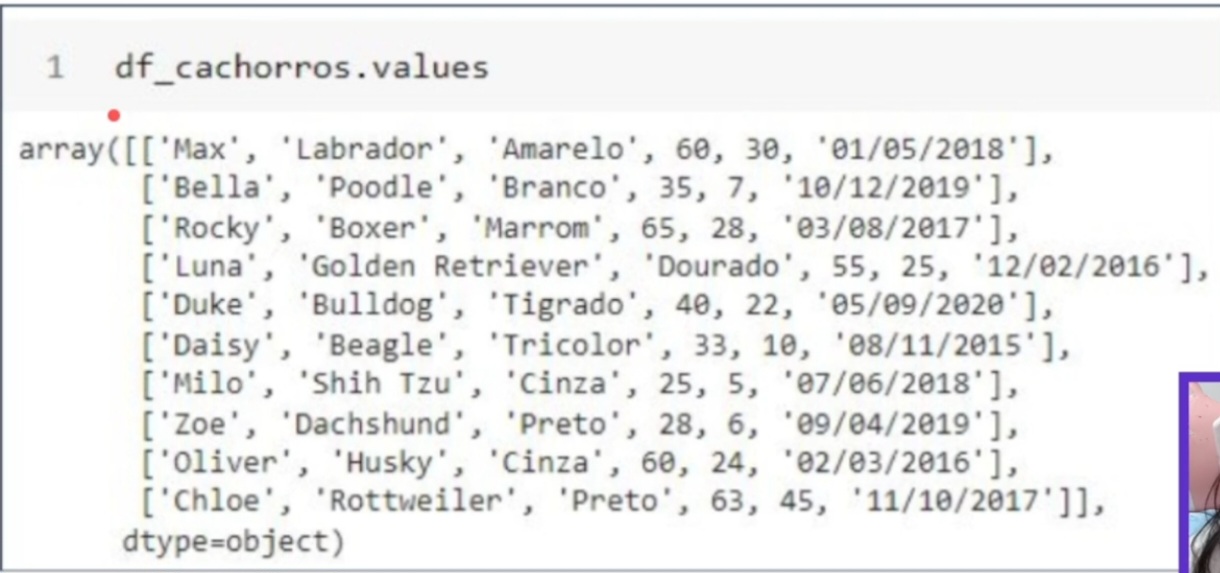 1 df_cachorros.values
array([['Max', 'Labrador', 'Amarelo', 60, 30, '01/05/2018'],
['Bella', 'Poodle', 'Branco', 35, 7, '10/12/2019'],
['Rocky', 'Boxer', 'Marrom', 65, 28, '03/08/2017'],
['Luna', 'Golden Retriever', 'Dourado', 55, 25, '12/02/2016'],
['Duke', 'Bulldog', 'Tigrado', 40, 22, '05/09/2020'],
['Daisy', 'Beagle', 'Tricolor', 33, 10, '08/11/2015'],
['Milo', 'Shih Tzu', 'Cinza', 25, 5, '07/06/2018'],
['Zoe', 'Dachshund', 'Preto', 28, 6, '09/04/2019'],
['Oliver', 'Husky', 'Cinza', 60, 24, '02/03/2016'],
['Chloe', 'Rottweiler', 'Preto', 63, 45, '11/10/2017']],
dtype=object)